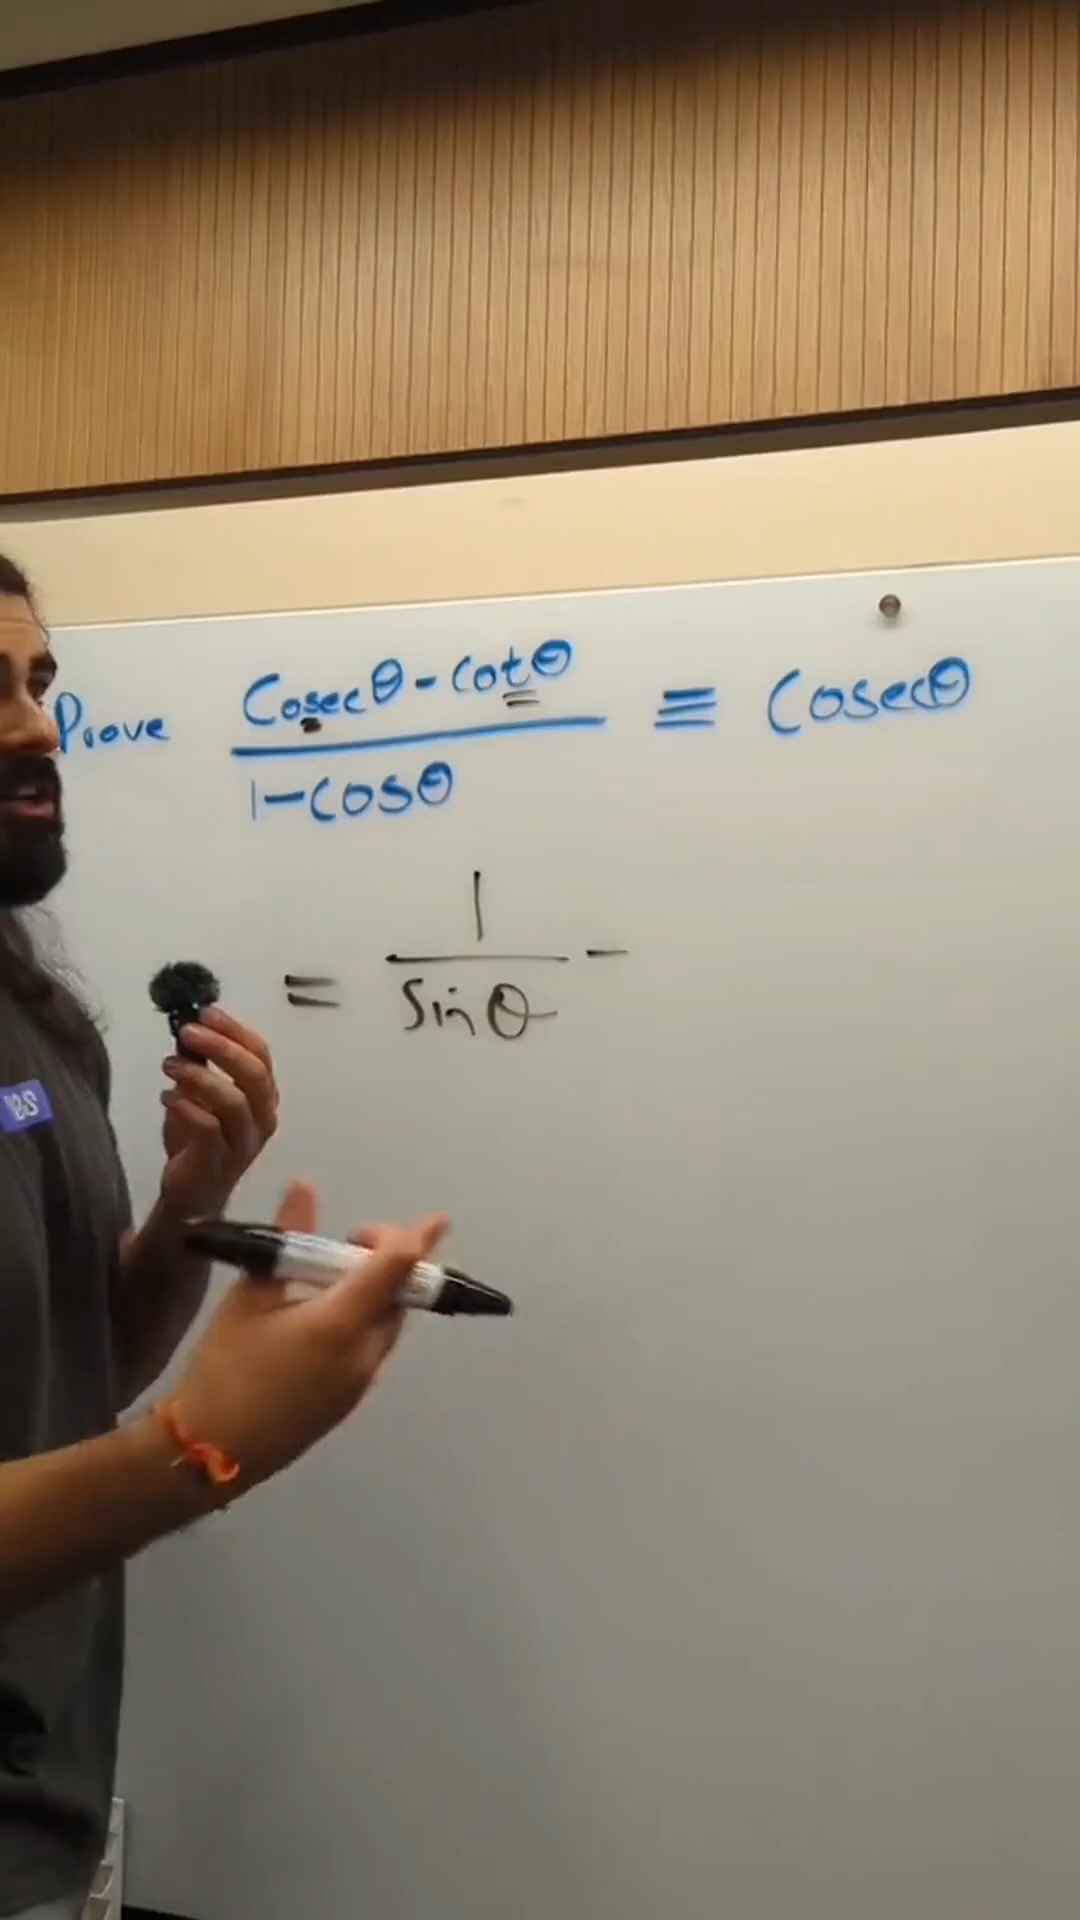 Prove (Cosecθ - cotθ)/(1-cosθ) ≡ Cosecθ
= 1/sinθ -